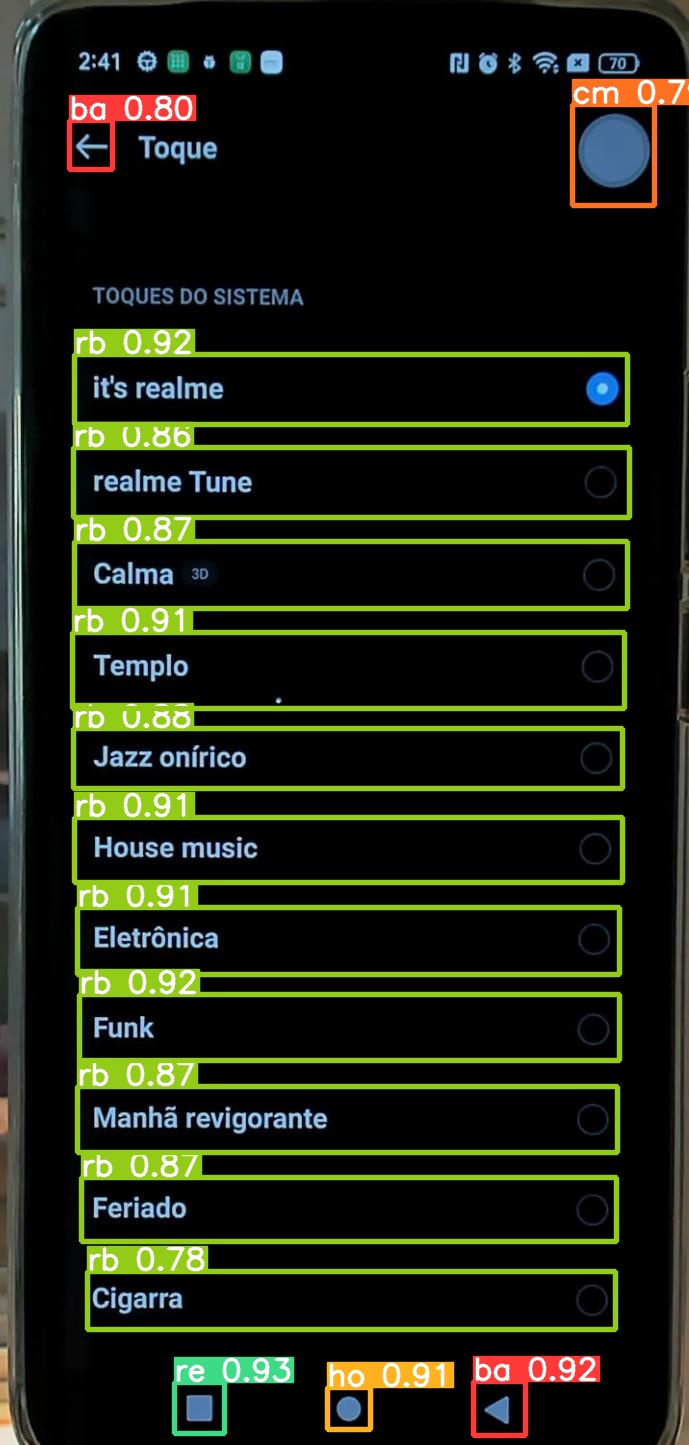 2:41 70
cm 0.7
ba 0.80
Toque
TOQUES DO SISTEMA
rb 0.92
it's realme
rb 0.86
realme Tune
rb 0.87
Calma 3D
rb 0.91
Templo
rb 0.88
Jazz onírico
rb 0.91
House music
rb 0.91
Eletrônica
rb 0.92
Funk
rb 0.87
Manhã revigorante
rb 0.87
Feriado
rb 0.78
Cigarra
re 0.93 ho 0.91 ba 0.92